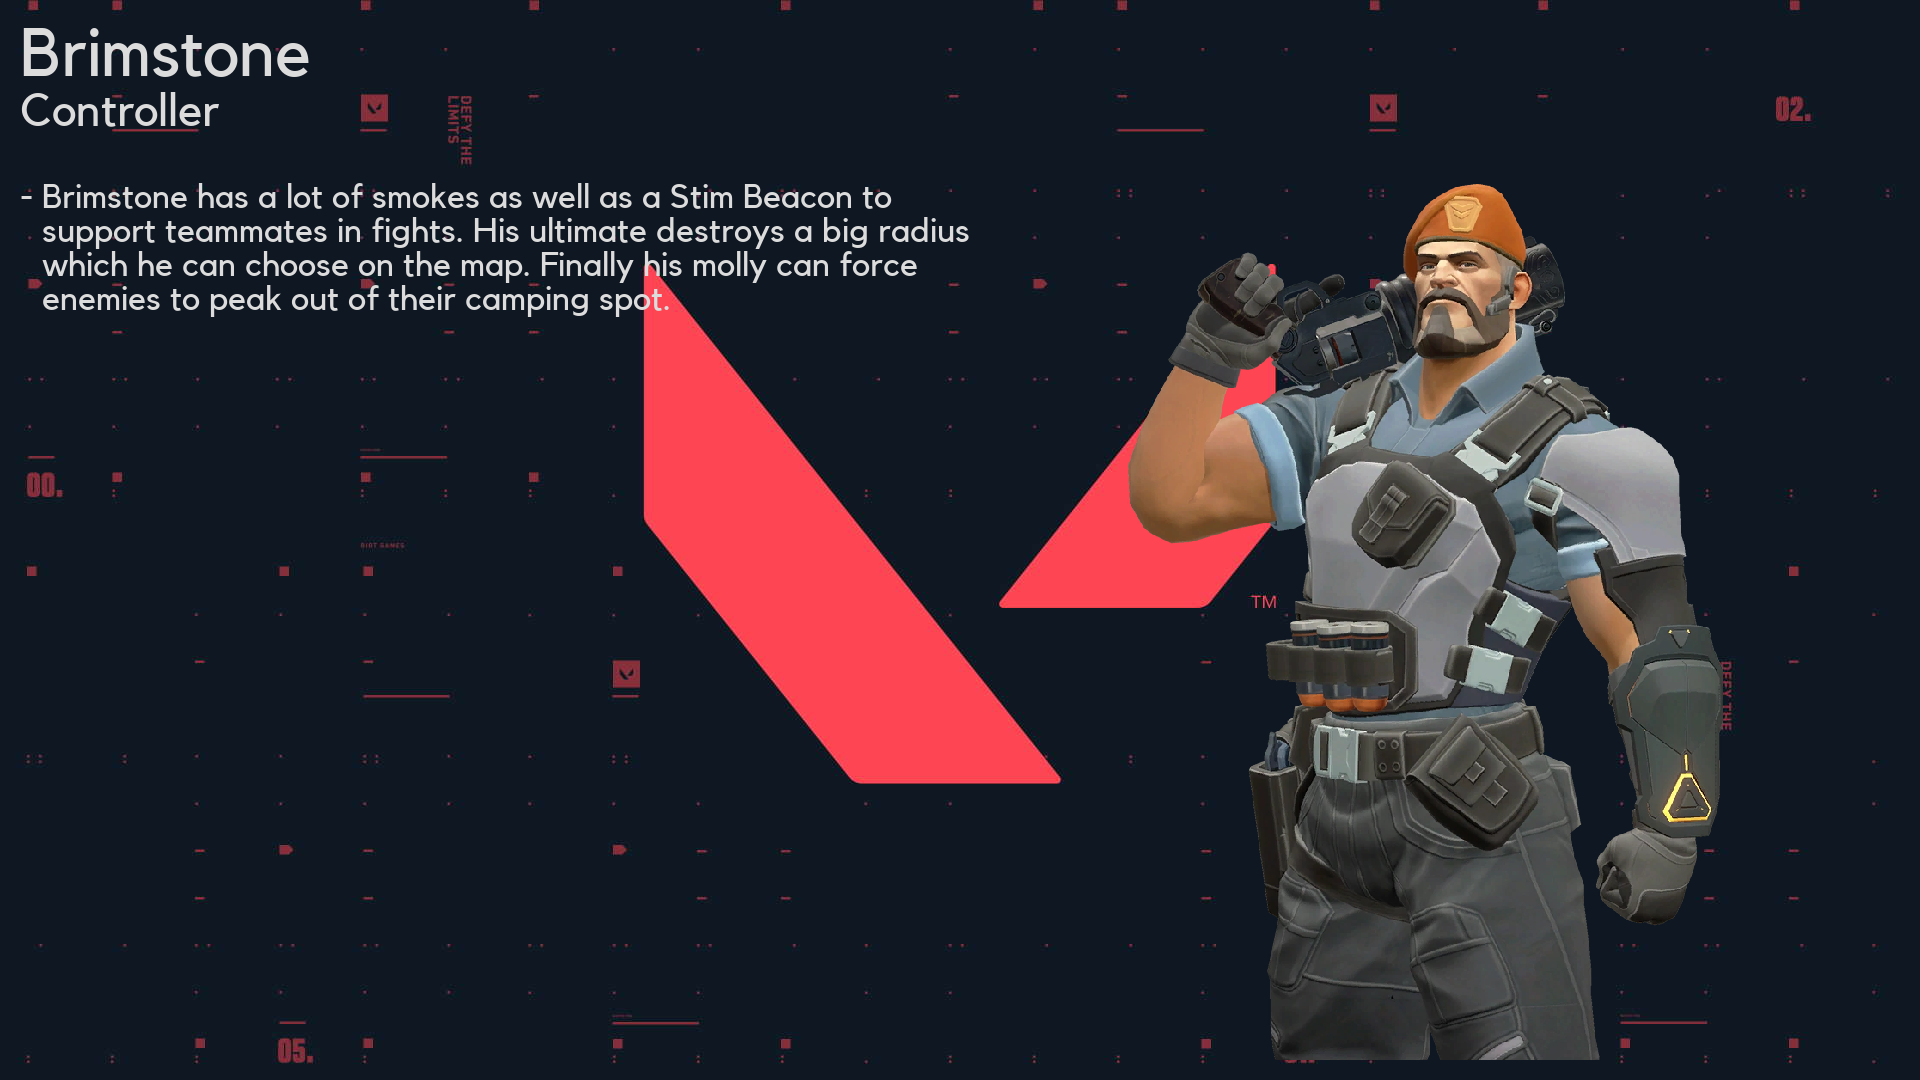 Brimstone
Controller
DEFY THE
LIMITS
02.
- Brimstone has a lot of smokes as well as a Stim Beacon to
support teammates in fights. His ultimate destroys a big radius
which he can choose on the map. Finally his molly can force
enemies to peak out of their camping spot.
00.
RIOT GAMES
TM
DEFY THE
05.